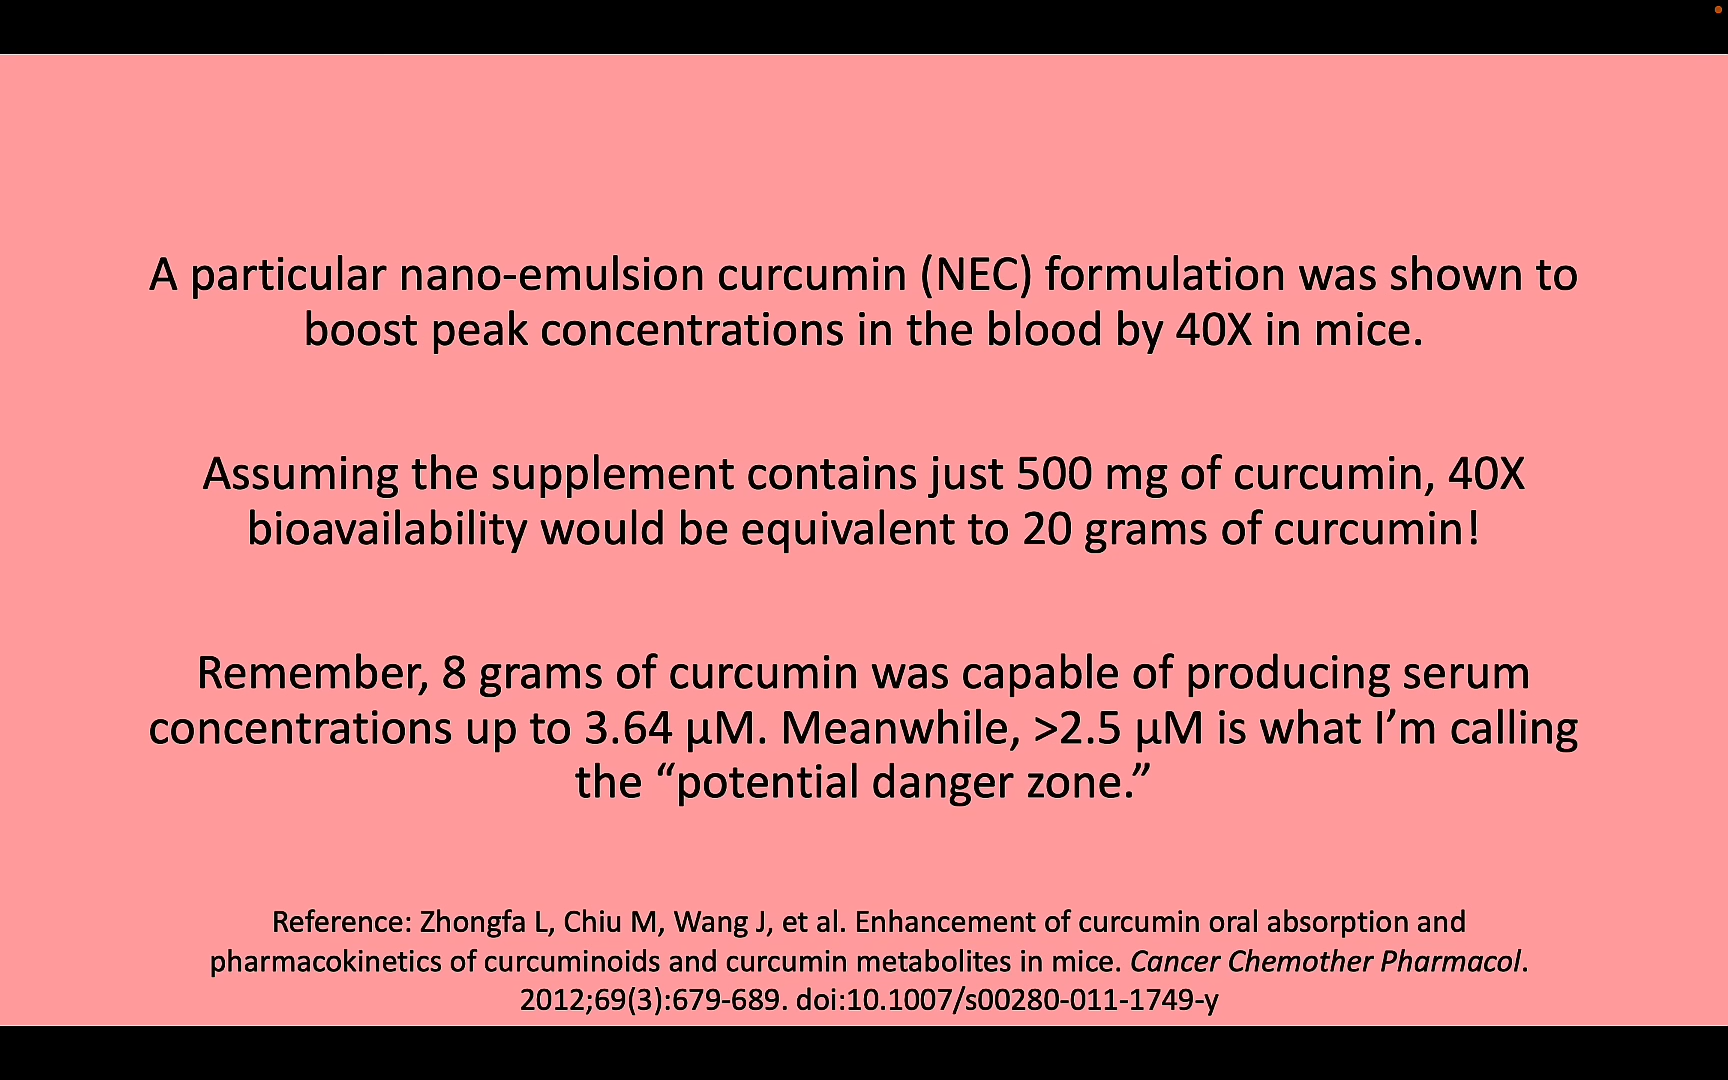 A particular nano-emulsion curcumin (NEC) formulation was shown to
boost peak concentrations in the blood by 40X in mice.
Assuming the supplement contains just 500 mg of curcumin, 40X
bioavailability would be equivalent to 20 grams of curcumin!
Remember, 8 grams of curcumin was capable of producing serum
concentrations up to 3.64 µM. Meanwhile, >2.5 µM is what I’m calling
the “potential danger zone.”
Reference: Zhongfa L, Chiu M, Wang J, et al. Enhancement of curcumin oral absorption and
pharmacokinetics of curcuminoids and curcumin metabolites in mice. Cancer Chemother Pharmacol.
2012;69(3):679-689. doi:10.1007/s00280-011-1749-y